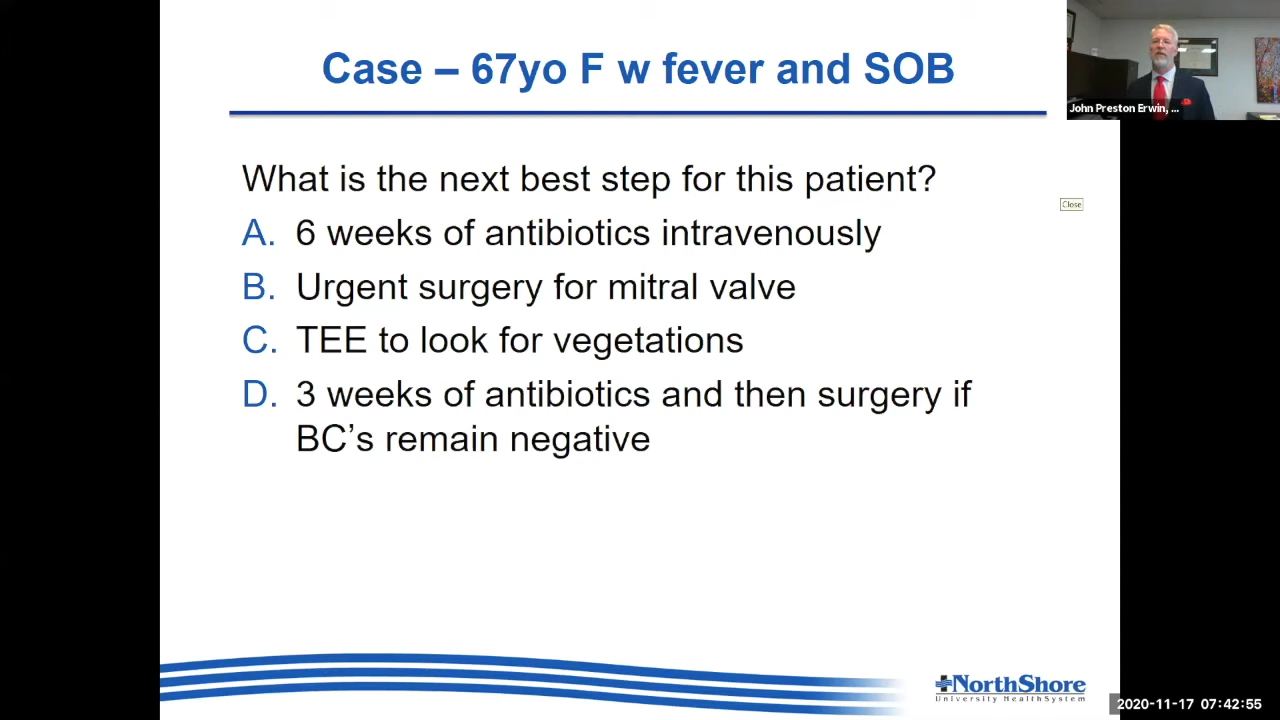 Case – 67yo F w fever and SOB
John Preston Erwin, ...
What is the next best step for this patient?
Close
A. 6 weeks of antibiotics intravenously
B. Urgent surgery for mitral valve
C. TEE to look for vegetations
D. 3 weeks of antibiotics and then surgery if
BC’s remain negative
NorthShore
University HealthSystem
2020-11-17 07:42:55